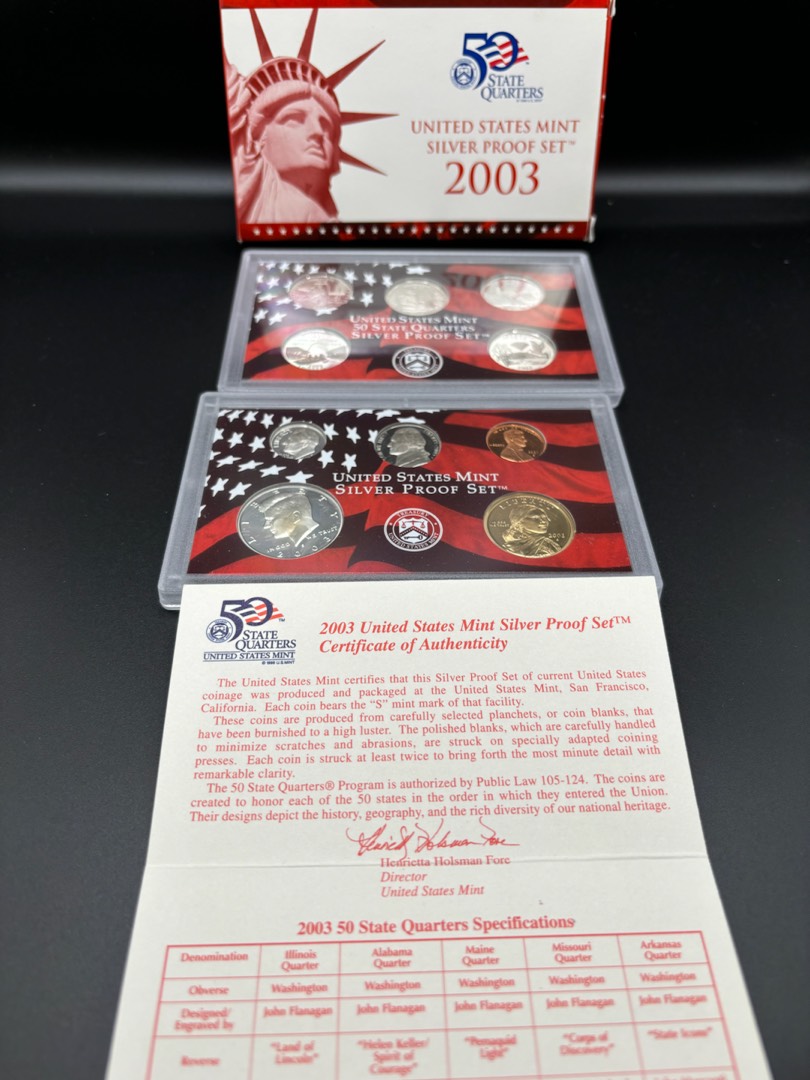 50
STATE
QUARTERS
UNITED STATES MINT
SILVER PROOF SET™
2003
UNITED STATES MINT
50 STATE QUARTERS
SILVER PROOF SET™
UNITED STATES MINT
SILVER PROOF SET™
LIBERTY
IN GOD WE TRUST
2003
LIBERTY
2003
50
STATE
QUARTERS
UNITED STATES MINT
2003 United States Mint Silver Proof Set™
Certificate of Authenticity
The United States Mint certifies that this Silver Proof Set of current United States
coinage was produced and packaged at the United States Mint, San Francisco,
California. Each coin bears the "S" mint mark of that facility.
These coins are produced from carefully selected planchets, or coin blanks, that
have been burnished to a high luster. The polished blanks, which are carefully handled
to minimize scratches and abrasions, are struck on specially adapted coining
presses. Each coin is struck at least twice to bring forth the most minute detail with
remarkable clarity.
The 50 State Quarters® Program is authorized by Public Law 105-124. The coins are
created to honor each of the 50 states in the order in which they entered the Union.
Their designs depict the history, geography, and the rich diversity of our national heritage.
Henrietta Holsman Fore
Henrietta Holsman Fore
Director
United States Mint
2003 50 State Quarters Specifications
Denomination Illinois Quarter Alabama Quarter Maine Quarter Missouri Quarter Arkansas Quarter
Obverse Washington Washington Washington Washington Washington
Designed/ Engraved by John Flanagan John Flanagan John Flanagan John Flanagan John Flanagan
Reverse "Land of Lincoln" "Helen Keller/ Spirit of Courage" "Pemaquid Light" "Corps of Discovery" "State Icons"